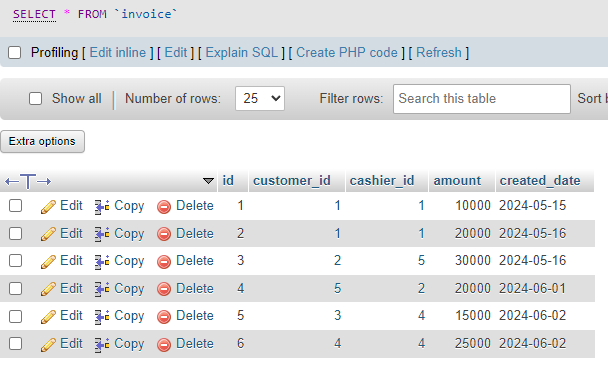 SELECT * FROM `invoice`
Profiling [ Edit inline ] [ Edit ] [ Explain SQL ] [ Create PHP code ] [ Refresh ]
Show all Number of rows: 25 Filter rows: Search this table Sort
Extra options
id customer_id cashier_id amount created_date
Edit Copy Delete 1 1 1 10000 2024-05-15
Edit Copy Delete 2 1 1 20000 2024-05-16
Edit Copy Delete 3 2 5 30000 2024-05-16
Edit Copy Delete 4 5 2 20000 2024-06-01
Edit Copy Delete 5 3 4 15000 2024-06-02
Edit Copy Delete 6 4 4 25000 2024-06-02